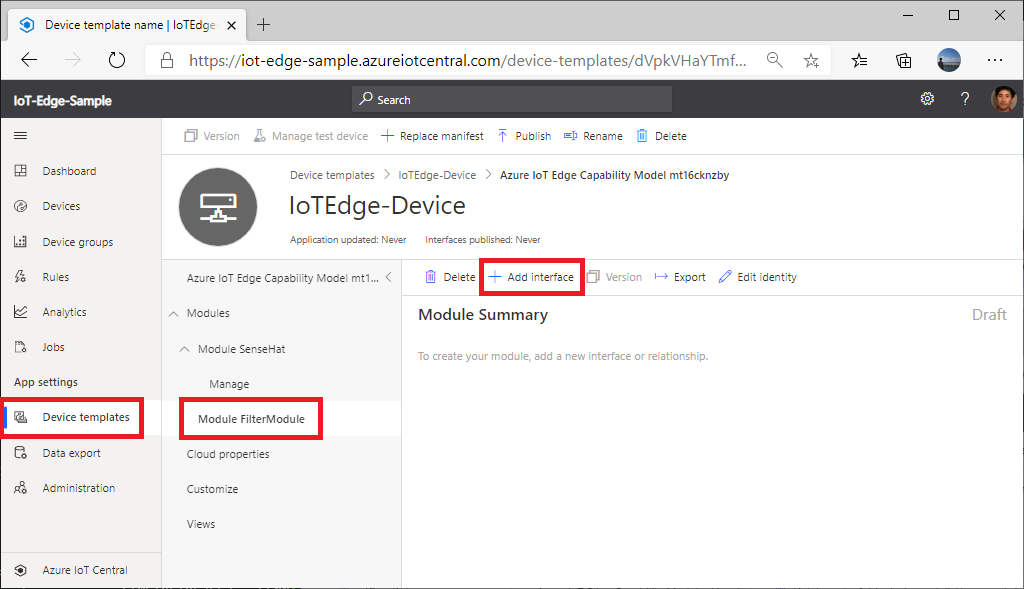 Device template name | IoTEdge
https://iot-edge-sample.azureiotcentral.com/device-templates/dVpkVHaYTmf...
IoT-Edge-Sample
Search
?
Version
Manage test device
Replace manifest
Publish
Rename
Delete
Dashboard
Devices
Device groups
Rules
Analytics
Jobs
App settings
Device templates
Data export
Administration
Azure IoT Central
Device templates > IoTEdge-Device > Azure IoT Edge Capability Model mt16cknzby
IoTEdge-Device
Application updated: Never Interfaces published: Never
Azure IoT Edge Capability Model mt1...
Modules
Module SenseHat
Manage
Module FilterModule
Cloud properties
Customize
Views
Delete
Add interface
Version
Export
Edit identity
Module Summary
Draft
To create your module, add a new interface or relationship.